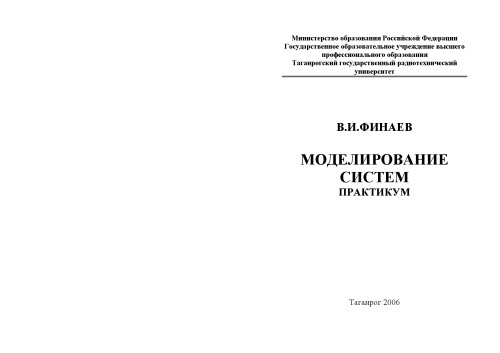 Министерство образования Российской Федерации
Государственное образовательное учреждение высшего
профессионального образования
Таганрогский государственный радиотехнический
университет
В.И.ФИНАЕВ
МОДЕЛИРОВАНИЕ
СИСТЕМ
ПРАКТИКУМ
Таганрог 2006